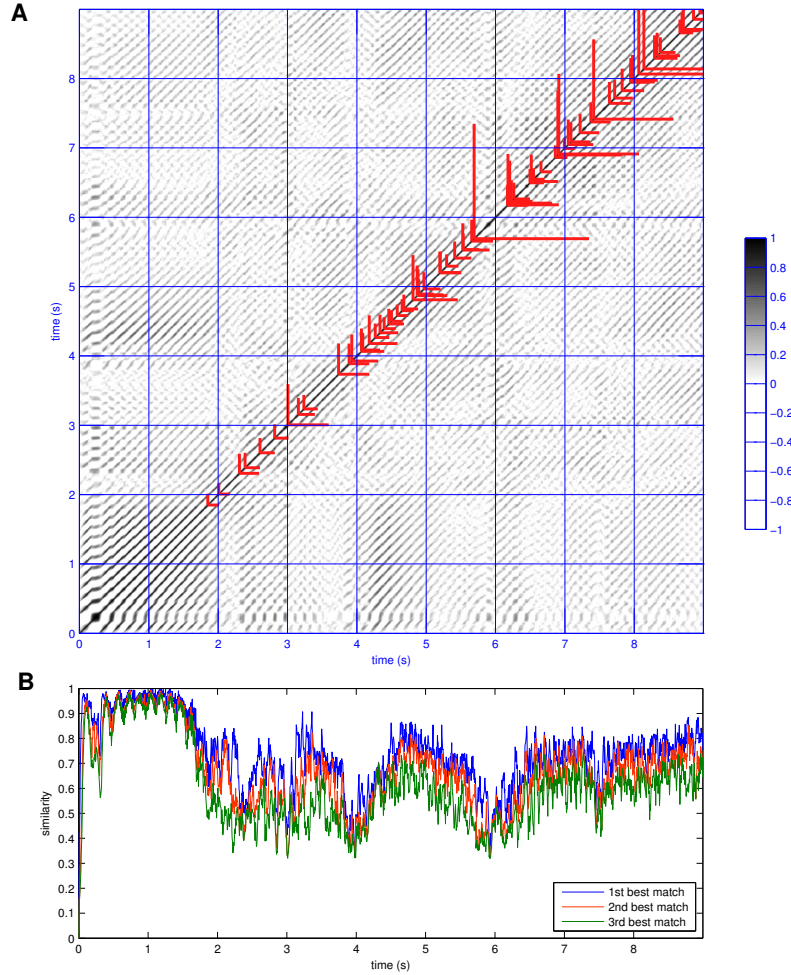 A
8
7
6
5
4
3
2
1
0
time (s)
0 1 2 3 4 5 6 7 8
time (s)
1
0.8
0.6
0.4
0.2
0
−0.2
−0.4
−0.6
−0.8
−1
B
1
0.9
0.8
0.7
0.6
0.5
0.4
0.3
0.2
0.1
0
similarity
0 1 2 3 4 5 6 7 8
time (s)
1st best match
2nd best match
3rd best match